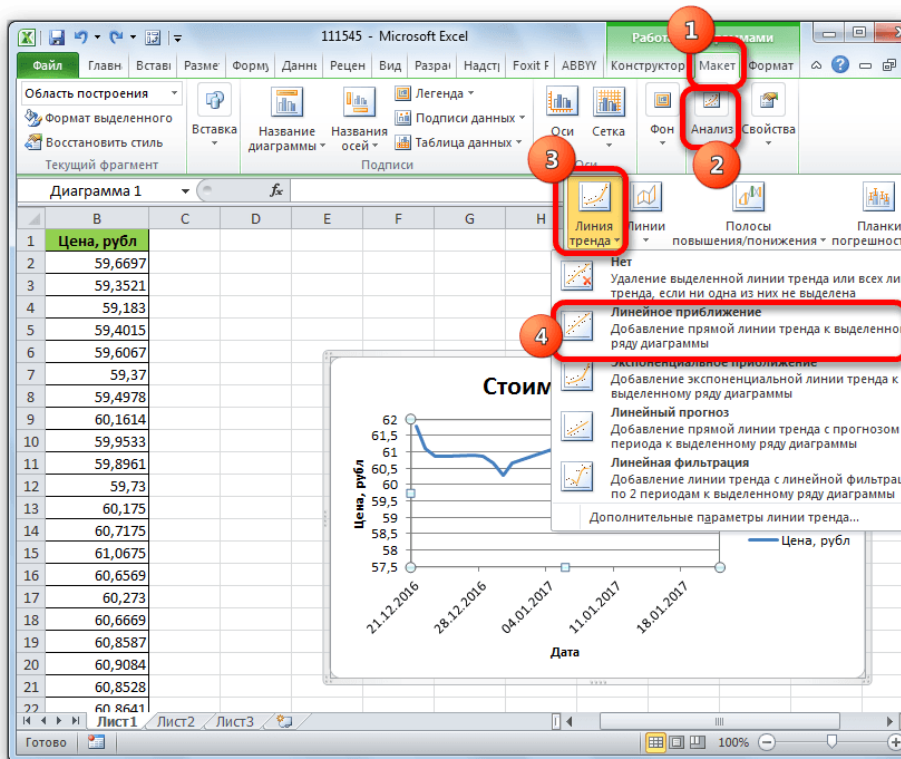 111545 - Microsoft Excel
1
Файл Главн Встав Разме Форму Данны Рецен Вид Разра Надст Foxit F ABBYY Конструктор Макет Формат
Область построения
Формат выделенного
Восстановить стиль
Текущий фрагмент
Вставка
Название диаграммы
Названия осей
Легенда
Подписи данных
Таблица данных
Подписи
Оси
Сетка
Оси
Фон
Анализ
Свойства
2
3
Диаграмма 1
fx
Линия тренда
Линии
Полосы повышения/понижения
Планки
Нет
Удаление выделенной линии тренда или всех
тренда, если ни одна из них не выделена
4
Линейное приближение
Добавление прямой линии тренда к
ряду диаграммы
Экспоненциальное приближение
Добавление экспоненциальной линии тренда к
выделенному ряду диаграммы
Линейный прогноз
Добавление прямой линии тренда с прогнозом
периода к выделенному ряду диаграммы
Линейная фильтрация
Добавление линии тренда с линейной
по 2 периодам к выделенному ряду диаграммы
Дополнительные параметры линии тренда...
B C D E F G H
1 Цена, рубл
2 59,6697
3 59,3521
4 59,183
5 59,4015
6 59,6067
7 59,37
8 59,4978
9 60,1614
10 59,9533
11 59,8961
12 59,73
13 60,175
14 60,7175
15 61,0675
16 60,6569
17 60,273
18 60,6669
19 60,8587
20 60,9084
21 60,8528
22 60,8641
Стоим
Цена, рубл
62
61,5
61
60,5
60
59,5
59
58,5
58
57,5
21.12.2016 28.12.2016 04.01.2017 11.01.2017 18.01.2017
Дата
Цена, рубл
Лист1 Лист2 Лист3
Готово
100%